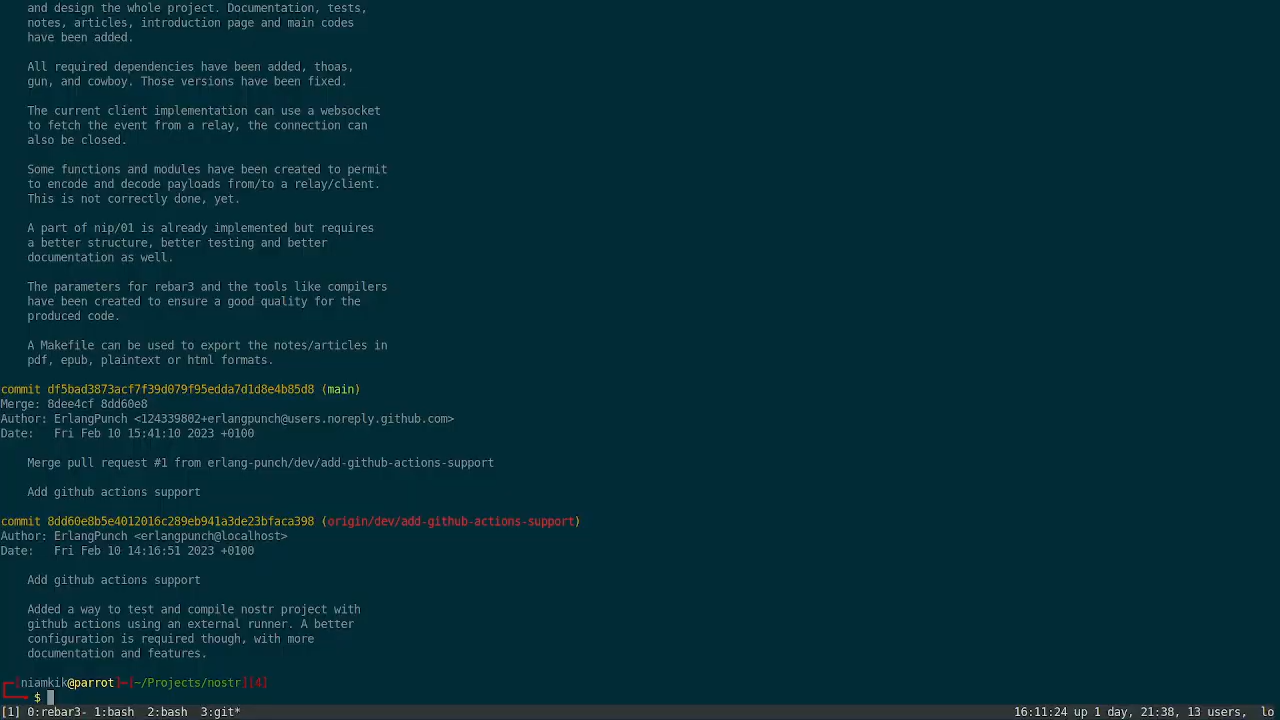 and design the whole project. Documentation, tests,
notes, articles, introduction page and main codes
have been added.
All required dependencies have been added, thoas,
gun, and cowboy. Those versions have been fixed.
The current client implementation can use a websocket
to fetch the event from a relay, the connection can
also be closed.
Some functions and modules have been created to permit
to encode and decode payloads from/to a relay/client.
This is not correctly done, yet.
A part of nip/01 is already implemented but requires
a better structure, better testing and better
documentation as well.
The parameters for rebar3 and the tools like compilers
have been created to ensure a good quality for the
produced code.
A Makefile can be used to export the notes/articles in
pdf, epub, plaintext or html formats.
commit df5bad3873acf7f39d079f95edda7d1d8e4b85d8 (main)
Merge: 8dee4cf 8dd60e8
Author: ErlangPunch <124339802+erlangpunch@users.noreply.github.com>
Date:   Fri Feb 10 15:41:10 2023 +0100
Merge pull request #1 from erlang-punch/dev/add-github-actions-support
Add github actions support
commit 8dd60e8b5e4012016c289eb941a3de23bfaca398 (origin/dev/add-github-actions-support)
Author: ErlangPunch <erlangpunch@localhost>
Date:   Fri Feb 10 14:16:51 2023 +0100
Add github actions support
Added a way to test and compile nostr project with
github actions using an external runner. A better
configuration is required though, with more
documentation and features.
┌─[niamkik@parrot]─[~/Projects/nostr][4]
└──╼ $
[1] 0:rebar3- 1:bash  2:bash  3:git* 16:11:24 up 1 day, 21:38, 13 users,  lo